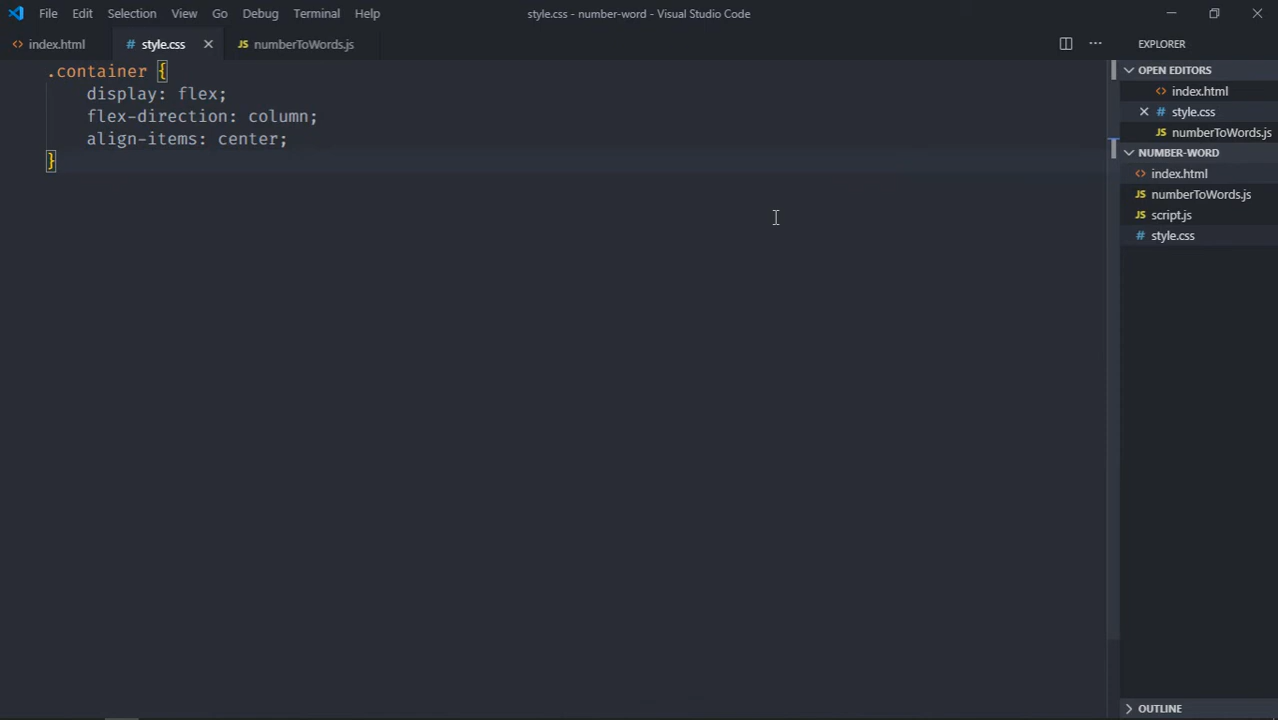 File Edit Selection View Go Debug Terminal Help
style.css - number-word - Visual Studio Code
index.html style.css numberToWords.js
.container {
display: flex;
flex-direction: column;
align-items: center;
}
EXPLORER
OPEN EDITORS
index.html
style.css
numberToWords.js
NUMBER-WORD
index.html
numberToWords.js
script.js
style.css
OUTLINE